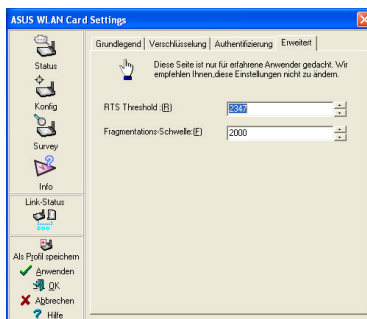 ASUS WLAN Card Settings
Status
Konfig
Survey
Info
Link-Status
Als Profil speichern
Anwenden
OK
Abbrechen
Hilfe
Grundlegend Verschlüsselung Authentifizierung Erweitert
Diese Seite ist nur für erfahrene Anwender gedacht. Wir
empfehlen Ihnen,diese Einstellungen nicht zu ändern.
RTS Threshold :(R) 2347
Fragmentations-Schwelle:(F) 2000